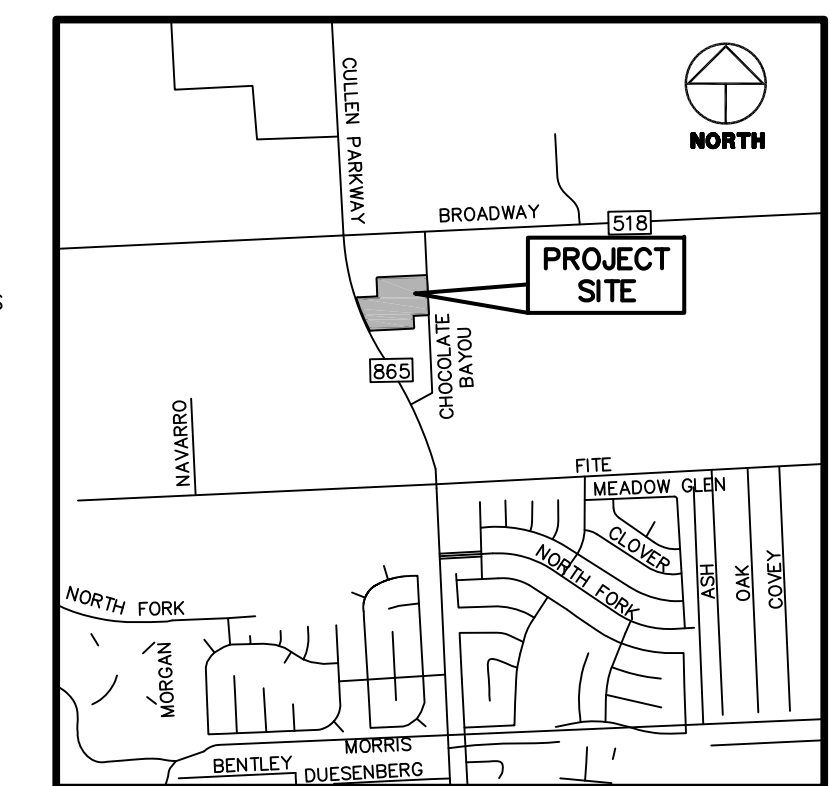 CULLEN PARKWAY
NORTH
BROADWAY
518
PROJECT
SITE
S
865
CHOCOLATE
BAYOU
NAVARRO
FITE
MEADOW GLEN
CLOVER
NORTH FORK
ASH
OAK
COVEY
NORTH FORK
MORGAN
MORRIS
BENTLEY
DUESENBERG